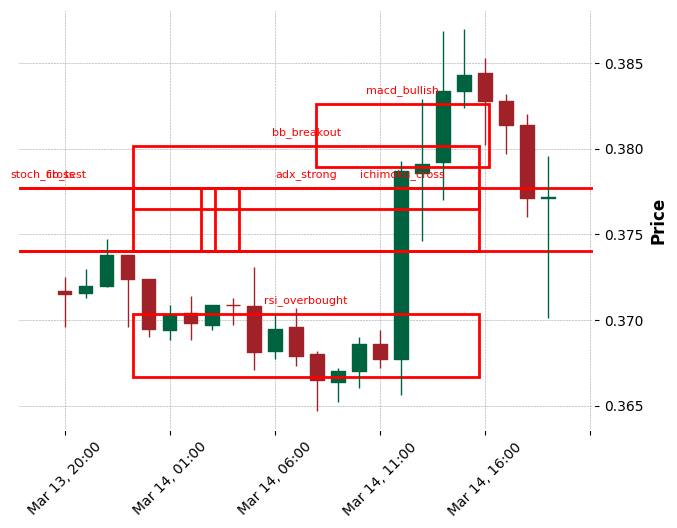 macd_bullish
bb_breakout
adx_strong
rsi_overbought
0.385
0.380
0.375
0.370
0.365
Price
Mar 13, 20:00
Mar 14, 01:00
Mar 14, 06:00
Mar 14, 11:00
Mar 14, 16:00